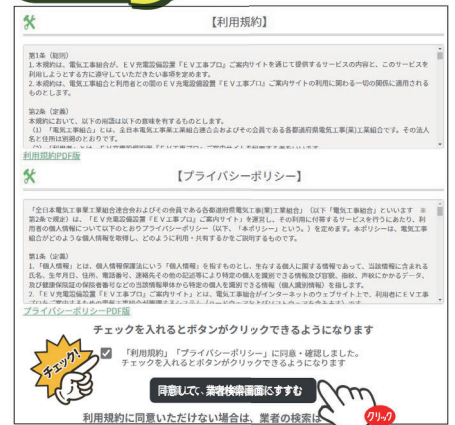 【利用規約】
第1条（総則）
1. 本規約は、電気工事組合が、ＥＶ充電設備設置『ＥＶ工事プロ』ご案内サイトを通じて提供するサービスの内容と、このサービスを
利用しようとする方に遵守していただきたい事項を定めます。
2. 本規約は、電気工事組合と利用者との間のＥＶ充電設備設置『ＥＶ工事プロ』ご案内サイトの利用に関わる一切の関係に適用される
ものとします。
第2条（定義）
本規約において、以下の用語は以下の意味を有するものとします。
（1）「電気工事組合」とは、全日本電気工事業工業組合連合会およびその会員である各都道府県電気工事(業)工業組合です。その法人
名と住所は別紙のとおりです。
利用規約PDF版
【プライバシーポリシー】
「全日本電気工事業工業組合連合会およびその会員である各都道府県電気工事(業)工業組合」（以下「電気工事組合」といいます ※
第2条で規定）は、「ＥＶ充電設備設置『ＥＶ工事プロ』ご案内サイト」を運営し、その利用に付帯するサービスを行うにあたり、利
用者の個人情報について以下のとおりプライバシーポリシー（以下、「本ポリシー」という。）を定めます。本ポリシーは、電気工事
組合がどのような個人情報を取得し、どのように利用・共有するかをご説明するものです。
第1条（定義）
1. 「個人情報」とは、個人情報保護法にいう「個人情報」を指すものとし、生存する個人に関する情報であって、当該情報に含まれる
氏名、生年月日、住所、電話番号、連絡先その他の記述等により特定の個人を識別できる情報及び容貌、指紋、声紋にかかるデータ、
及び健康保険証の保険者番号などの当該情報単体から特定の個人を識別できる情報（個人識別情報）を指します。
2. 「ＥＶ充電設備設置『ＥＶ工事プロ』ご案内サイト」とは、電気工事組合がインターネットのウェブサイト上で、利用者にＥＶ工事
プライバシーポリシーPDF版
チェックを入れるとボタンがクリックできるようになります
チェック!
「利用規約」「プライバシーポリシー」に同意・確認しました。
チェックを入れるとボタンがクリックできるようになります
同意して、業者検索画面にすすむ
クリック
利用規約に同意いただけない場合は、業者の検索は